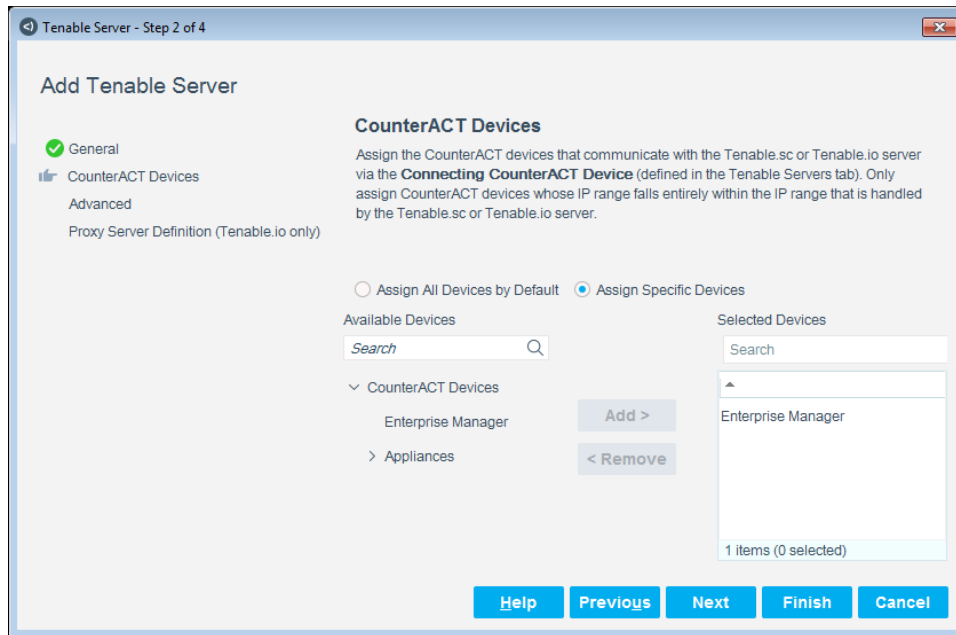 Tenable Server - Step 2 of 4
Add Tenable Server
General
CounterACT Devices
Advanced
Proxy Server Definition (Tenable.io only)
CounterACT Devices
Assign the CounterACT devices that communicate with the Tenable.sc or Tenable.io server
via the Connecting CounterACT Device (defined in the Tenable Servers tab). Only
assign CounterACT devices whose IP range falls entirely within the IP range that is handled
by the Tenable.sc or Tenable.io server.
Assign All Devices by Default Assign Specific Devices
Available Devices
Search
CounterACT Devices
Enterprise Manager
Appliances
Add >
< Remove
Selected Devices
Search
Enterprise Manager
1 items (0 selected)
Help Previous Next Finish Cancel